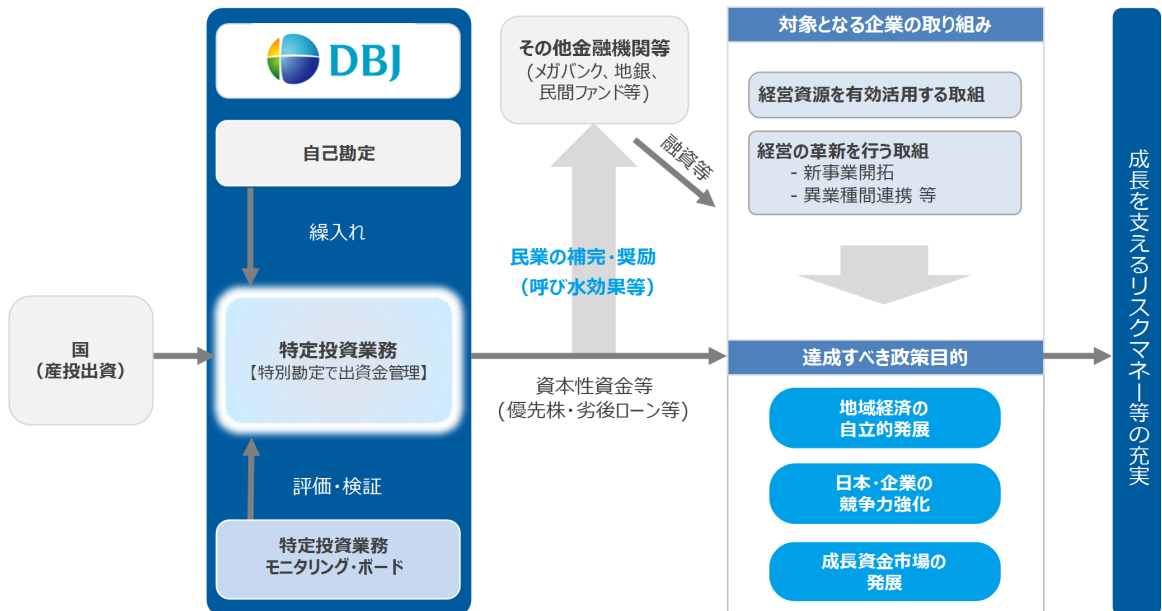 DBJ
自己勘定
繰入れ
国
（産投出資）
特定投資業務
【特別勘定で出資金管理】
評価・検証
特定投資業務
モニタリング・ボード
その他金融機関等
(メガバンク、地銀、
民間ファンド等)
融資等
民業の補完・奨励
（呼び水効果等）
資本性資金等
(優先株・劣後ローン等)
対象となる企業の取り組み
経営資源を有効活用する取組
経営の革新を行う取組
- 新事業開拓
- 異業種間連携 等
達成すべき政策目的
地域経済の
自立的発展
日本・企業の
競争力強化
成長資金市場の
発展
成長を支えるリスクマネー等の充実